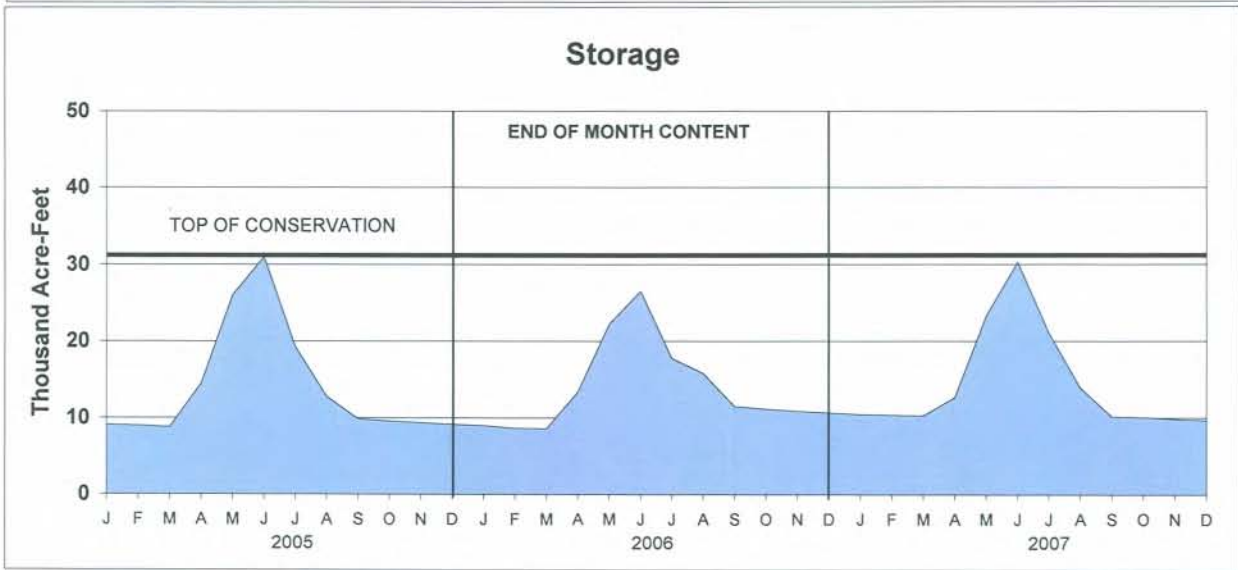 Storage
50
END OF MONTH CONTENT
40
TOP OF CONSERVATION
30
20
10
0
Thousand Acre-Feet
J F M A M J J A S O N D J F M A M J J A S O N D J F M A M J J A S O N D
2005 2006 2007